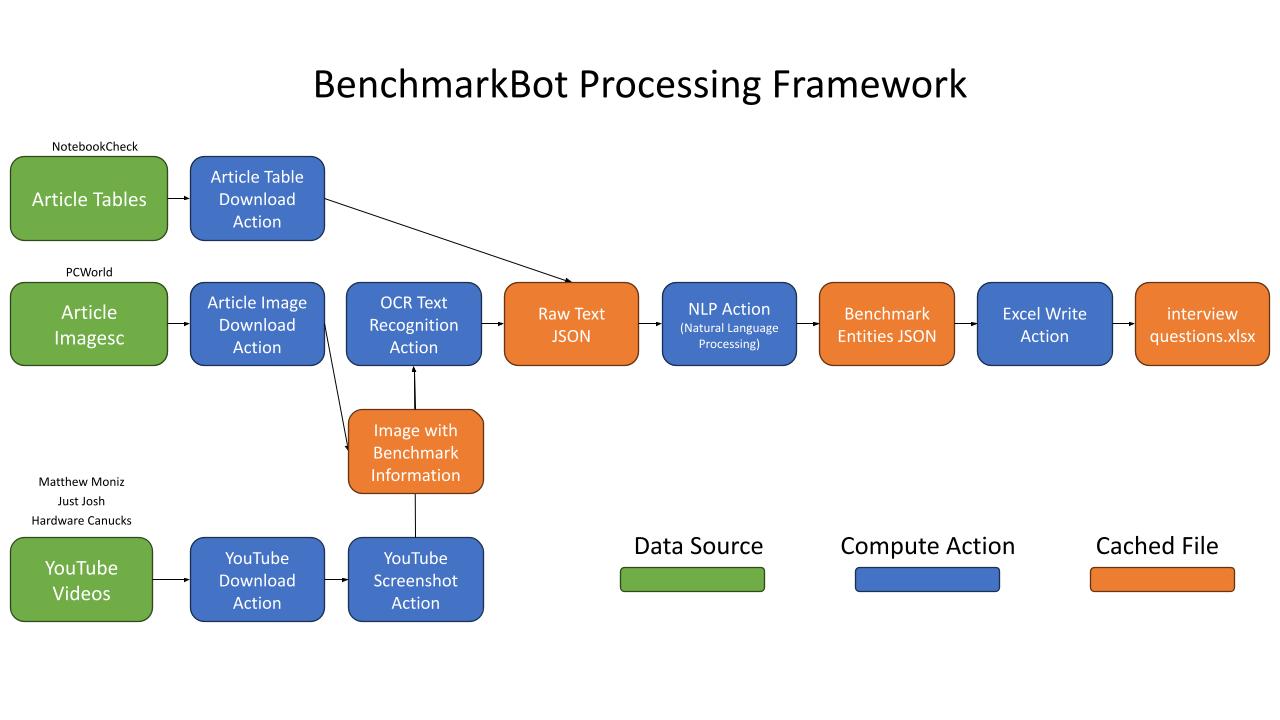 BenchmarkBot Processing Framework
NotebookCheck
Article Tables
Article Table
Download
Action
PCWorld
Article
Imagesc
Article Image
Download
Action
OCR Text
Recognition
Action
Raw Text
JSON
NLP Action
(Natural Language
Processing)
Benchmark
Entities JSON
Excel Write
Action
interview
questions.xlsx
Image with
Benchmark
Information
Matthew Moniz
Just Josh
Hardware Canucks
YouTube
Videos
YouTube
Download
Action
YouTube
Screenshot
Action
Data Source
Compute Action
Cached File